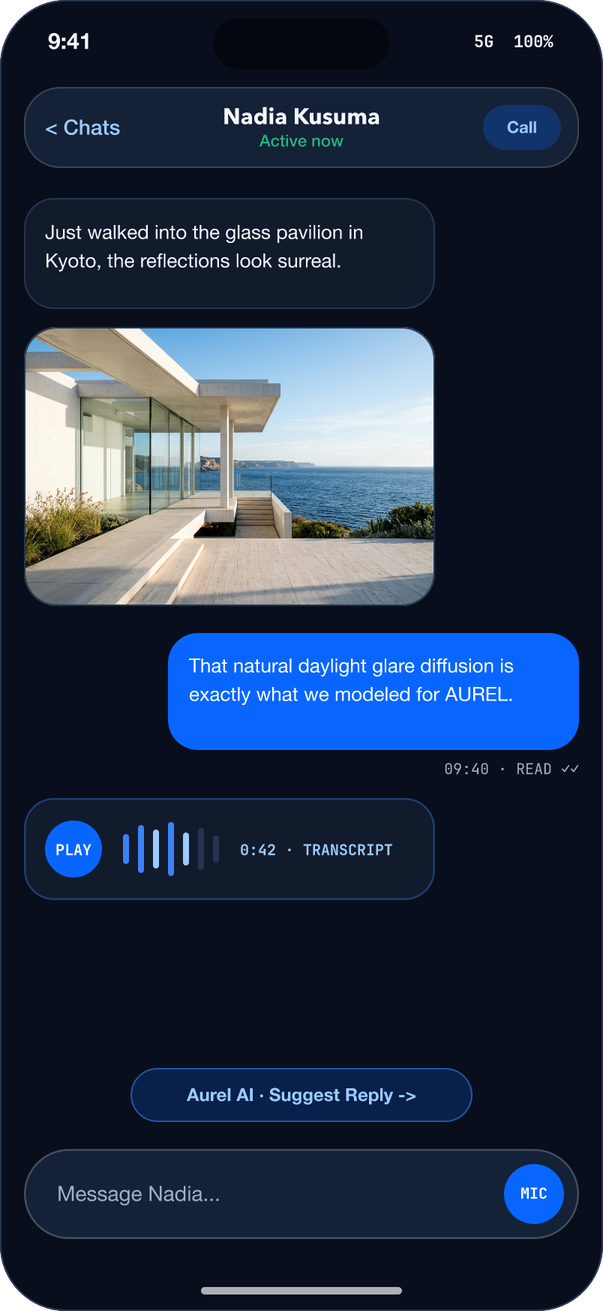 9:41
5G 100%
< Chats
Nadia Kusuma
Active now
Call
Just walked into the glass pavilion in
Kyoto, the reflections look surreal.
That natural daylight glare diffusion is
exactly what we modeled for AUREL.
09:40 · READ ✓✓
PLAY
0:42 · TRANSCRIPT
Aurel AI · Suggest Reply ->
Message Nadia...
MIC